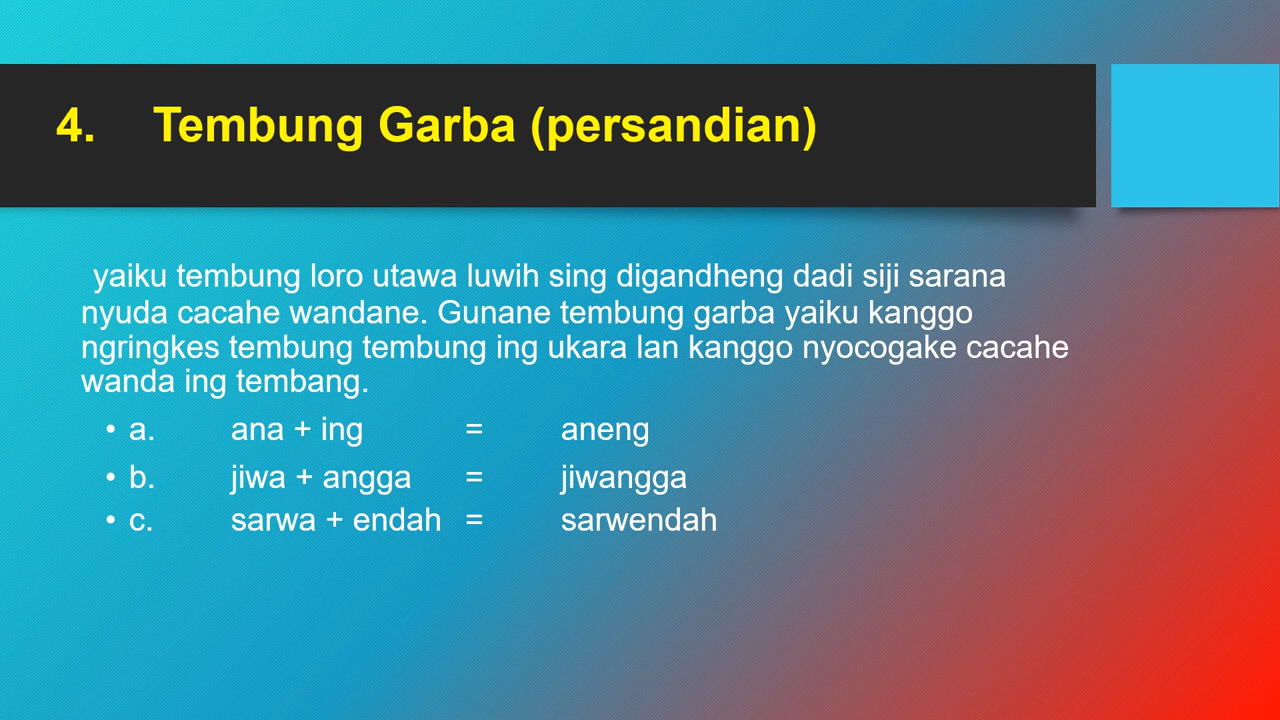 4. Tembung Garba (persandian)
yaiku tembung loro utawa luwih sing digandheng dadi siji sarana
nyuda cacahe wandane. Gunane tembung garba yaiku kanggo
ngringkes tembung tembung ing ukara lan kanggo nyocogake cacahe
wanda ing tembang.
• a. ana + ing = aneng
• b. jiwa + angga = jiwangga
• c. sarwa + endah = sarwendah